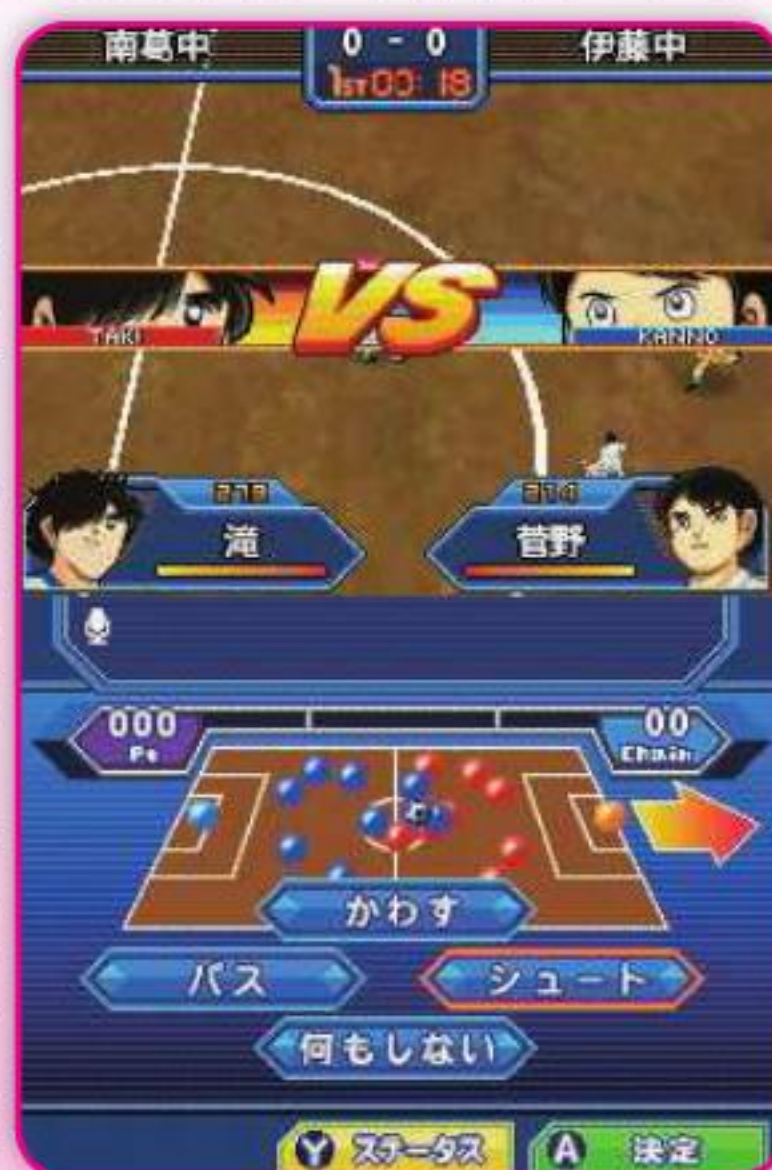 南葛中 0 - 0 伊藤中
1ST 00:18
VS
TAKI KANNO
滝 菅野
000 00
Pe Chain
かわす
パス シュート
何もしない
Y ステータス A 決定